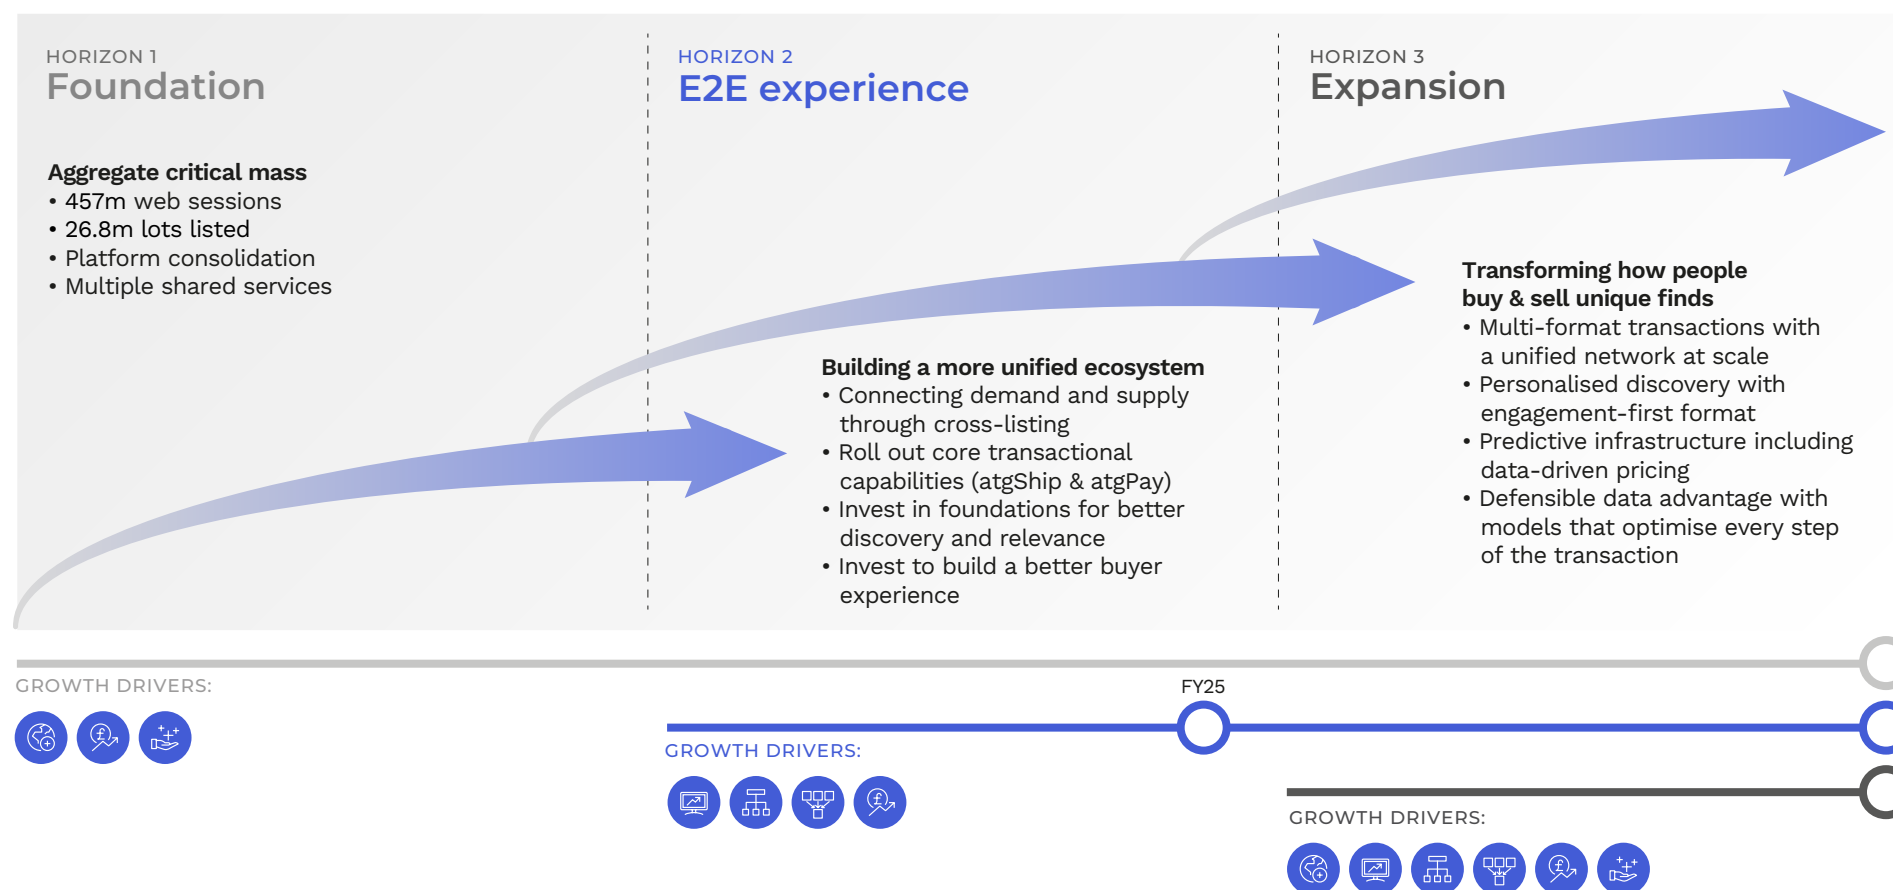 HORIZON 1
Foundation
Aggregate critical mass
• 457m web sessions
• 26.8m lots listed
• Platform consolidation
• Multiple shared services
HORIZON 2
E2E experience
Building a more unified ecosystem
• Connecting demand and supply
through cross-listing
• Roll out core transactional
capabilities (atgShip & atgPay)
• Invest in foundations for better
discovery and relevance
• Invest to build a better buyer
experience
HORIZON 3
Expansion
Transforming how people
buy & sell unique finds
• Multi-format transactions with
a unified network at scale
• Personalised discovery with
engagement-first format
• Predictive infrastructure including
data-driven pricing
• Defensible data advantage with
models that optimise every step
of the transaction
GROWTH DRIVERS:
FY25
GROWTH DRIVERS:
GROWTH DRIVERS: